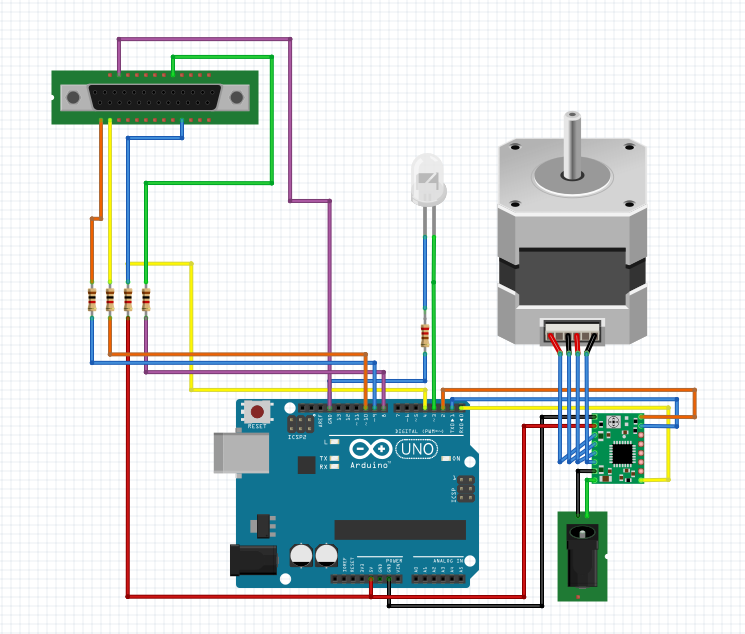 RESET
ICSP2
AREF
GND
13
12
~11
~10
~9
8
7
~6
~5
4
~3
2
TX→1
RX←0
DIGITAL (PWM=~)
L
TX
RX
Arduino™
UNO
ON
ICSP
1
IOREF
RESET
3V3
5V
GND
GND
VIN
POWER
ANALOG IN
A0
A1
A2
A3
A4
A5